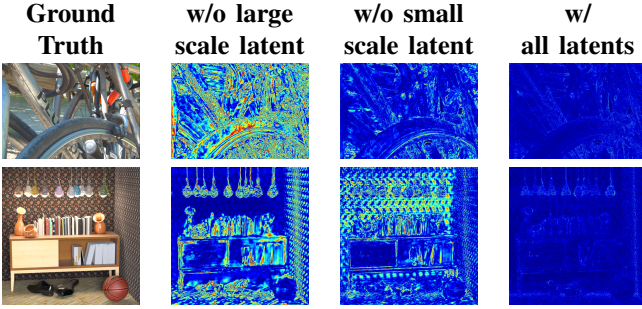 Ground Truth
w/o large scale latent
w/o small scale latent
w/ all latents